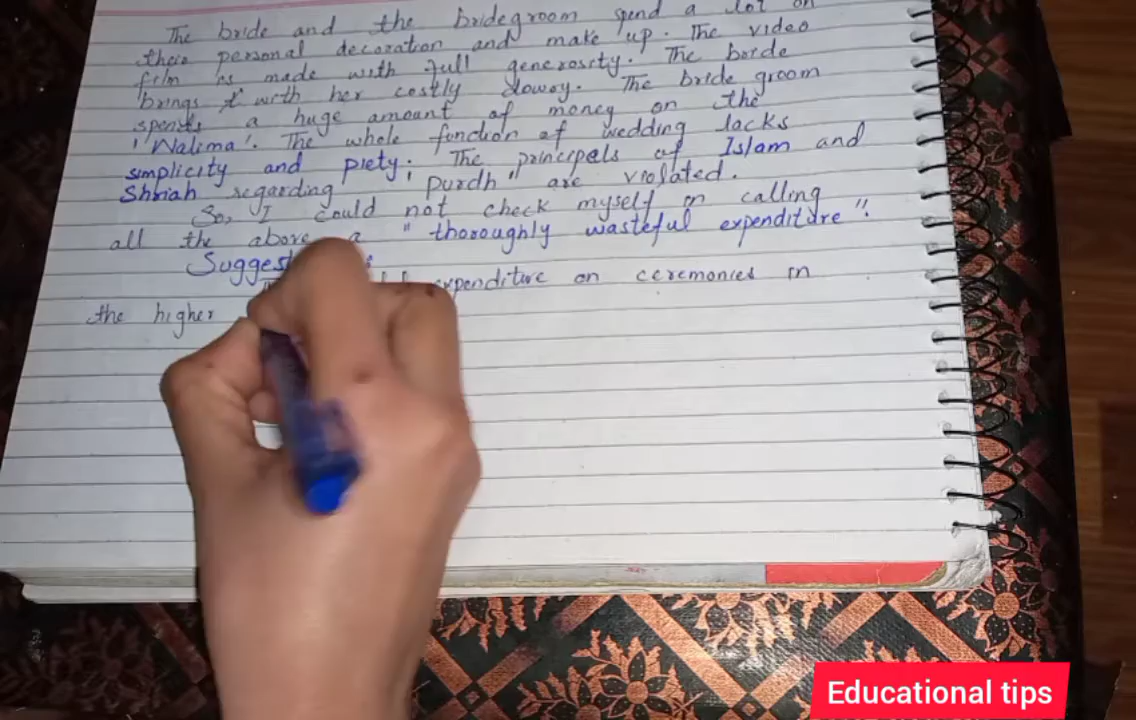 The bride and the bridegroom spend a lot on
their personal decoration and make up. The video
film is made with full generosity. The bride
brings with her costly dowoy. The bride groom
spends a huge amount of money on the
'Walima'. The whole function of wedding lacks
simplicity and piety; The principels of Islam and
Shriah regarding "purdh" are violated.
So, I could not check myself in calling
all the above a "thoroughly wasteful expenditure".
Suggest
expenditure on ceremonies in
the higher
Educational tips